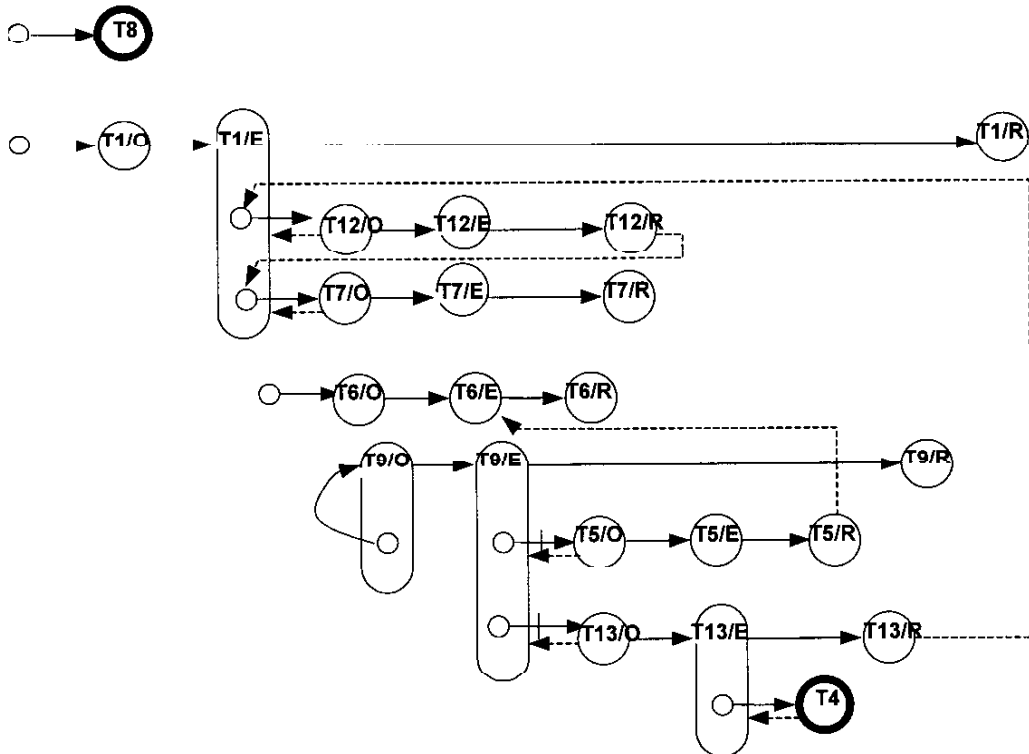 T8
T1/O T1/E T1/R
T12/O T12/E T12/R
T7/O T7/E T7/R
T6/O T6/E T6/R
T9/O T9/E T9/R
T5/O T5/E T5/R
T13/O T13/E T13/R
T4